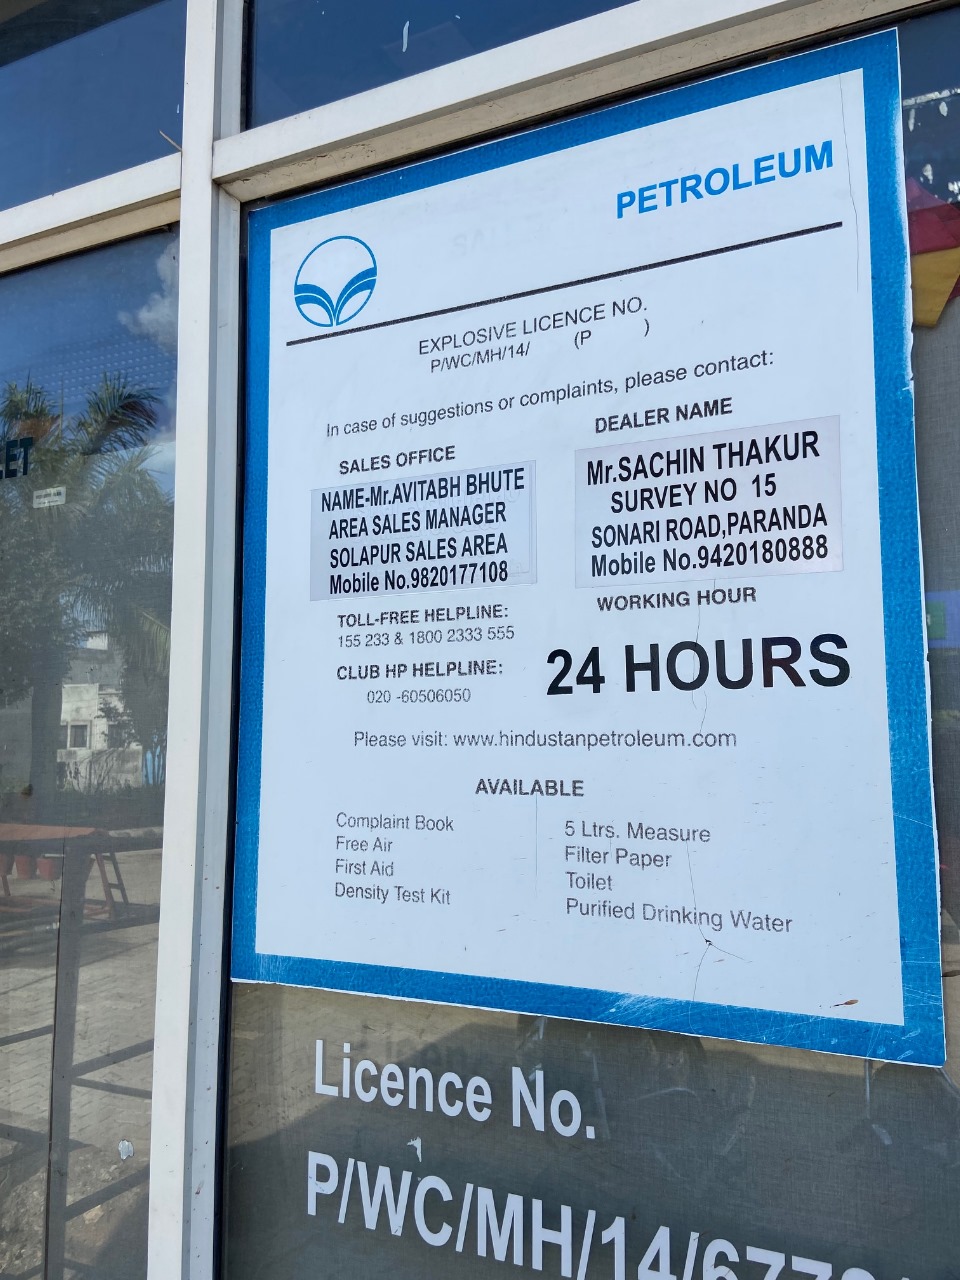 PETROLEUM
EXPLOSIVE LICENCE NO.
P/WC/MH/14/ (P )
In case of suggestions or complaints, please contact:
SALES OFFICE
NAME-Mr.AVITABH BHUTE
AREA SALES MANAGER
SOLAPUR SALES AREA
Mobile No.9820177108
TOLL-FREE HELPLINE:
155 233 & 1800 2333 555
CLUB HP HELPLINE:
020 -60506050
DEALER NAME
Mr.SACHIN THAKUR
SURVEY NO 15
SONARI ROAD,PARANDA
Mobile No.9420180888
WORKING HOUR
24 HOURS
Please visit: www.hindustanpetroleum.com
AVAILABLE
Complaint Book
Free Air
First Aid
Density Test Kit
5 Ltrs. Measure
Filter Paper
Toilet
Purified Drinking Water
Licence No.
P/WC/MH/14/677